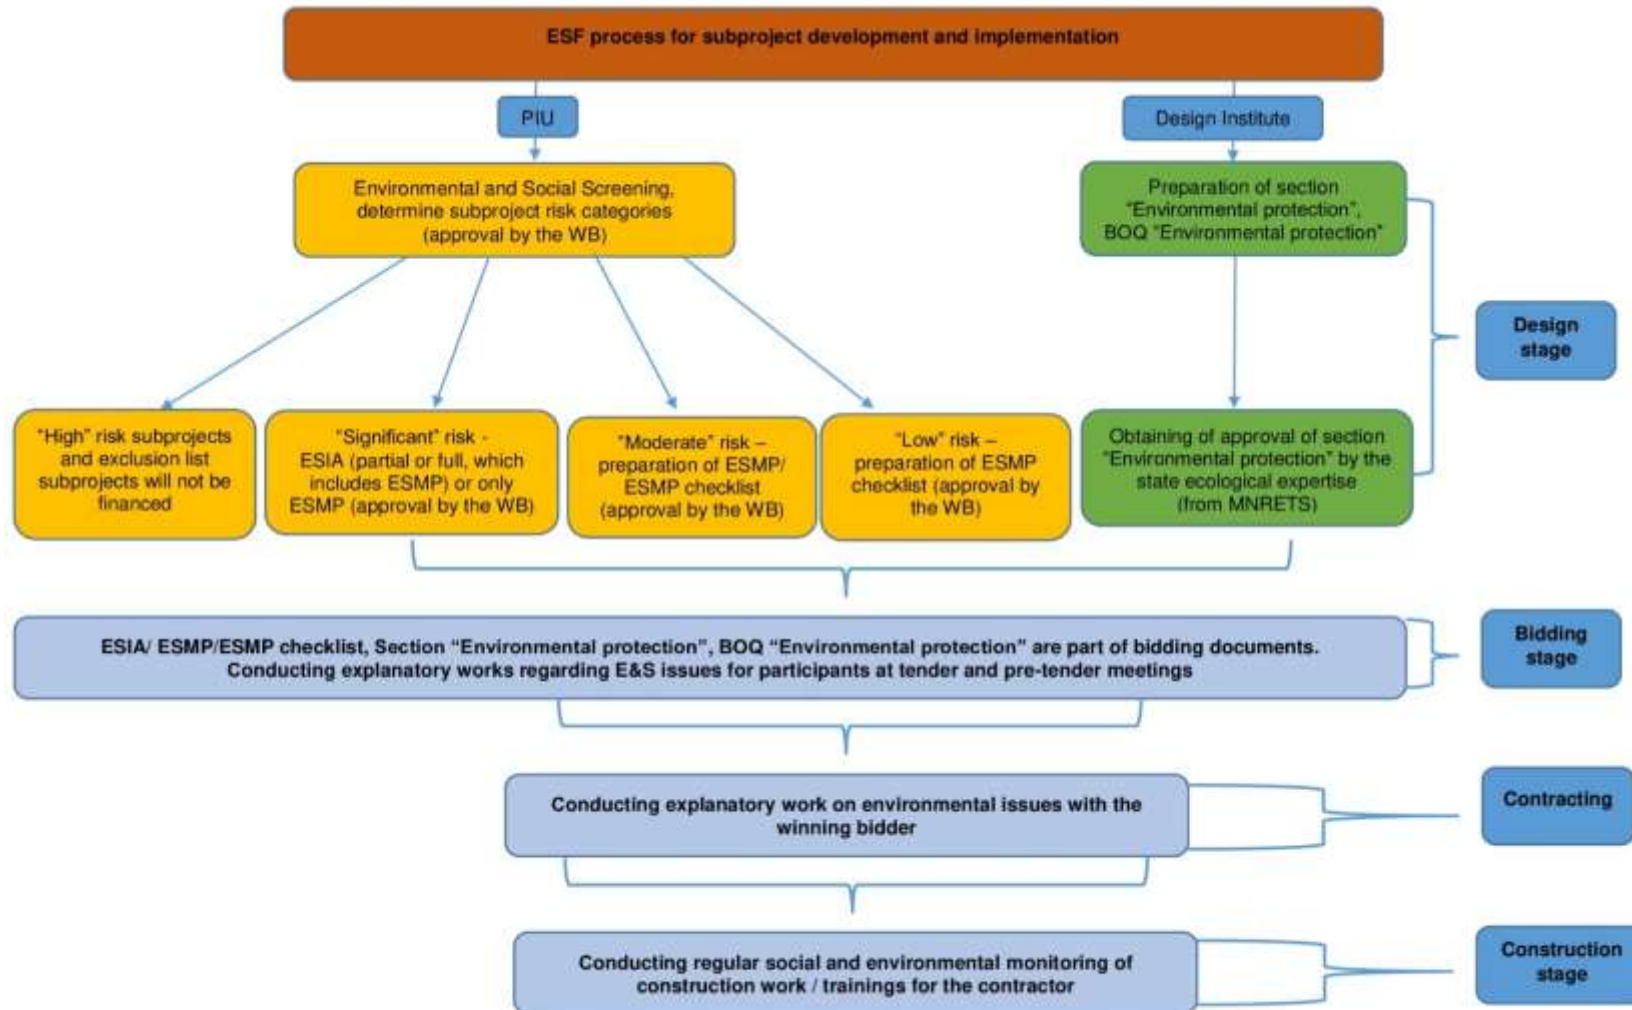 ESF process for subproject development and implementation
PIU
Design Institute
Environmental and Social Screening,
determine subproject risk categories
(approval by the WB)
Preparation of section
“Environmental protection”,
BOQ “Environmental protection”
Design
stage
“High” risk subprojects
and exclusion list
subprojects will not be
financed
“Significant” risk -
ESIA (partial or full, which
includes ESMP) or only
ESMP (approval by the WB)
“Moderate” risk –
preparation of ESMP/
ESMP checklist
(approval by the WB)
“Low” risk –
preparation of ESMP
checklist (approval by
the WB)
Obtaining of approval of section
“Environmental protection” by the
state ecological expertise
(from MNRETS)
ESIA/ ESMP/ESMP checklist, Section “Environmental protection”, BOQ “Environmental protection” are part of bidding documents.
Conducting explanatory works regarding E&S issues for participants at tender and pre-tender meetings
Bidding
stage
Conducting explanatory work on environmental issues with the
winning bidder
Contracting
Conducting regular social and environmental monitoring of
construction work / trainings for the contractor
Construction
stage